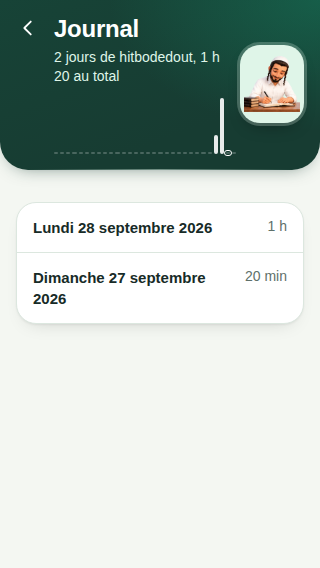 Journal
2 jours de hitbodedout, 1 h
20 au total
Lundi 28 septembre 2026
1 h
Dimanche 27 septembre
2026
20 min